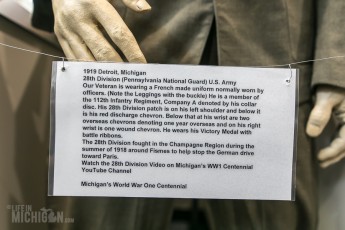 1919 Detroit, Michigan
28th Division (Pennsylvania National Guard) U.S. Army
Our Veteran is wearing a French made uniform normally worn by
officers. (Note the Leggings with the buckle) He is a member of
the 112th Infantry Regiment, Company A denoted by his collar
disc. His 28th Division patch is on his left shoulder and below it
is his red discharge chevron. Below that at his wrist are two
overseas chevrons denoting one year overseas and on his right
wrist is one wound chevron. He wears his Victory Medal with
battle ribbons.
The 28th Division fought in the Champagne Region during the
summer of 1918 around Fismes to help stop the German drive
toward Paris.
Watch the 28th Division Video on Michigan's WW1 Centennial
YouTube Channel
Michigan's World War One Centennial
LIFE IN
MICHIGAN
.COM